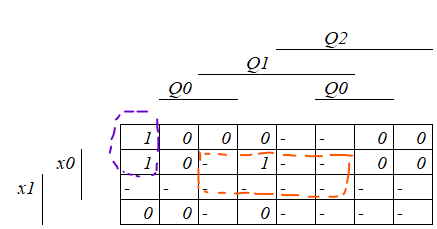 Q2
Q1
Q0 Q0
1 0 0 0 - - 0 0
x0 1 0 - 1 - - 0 0
x1 - - - - - - - -
0 0 - 0 - - - -